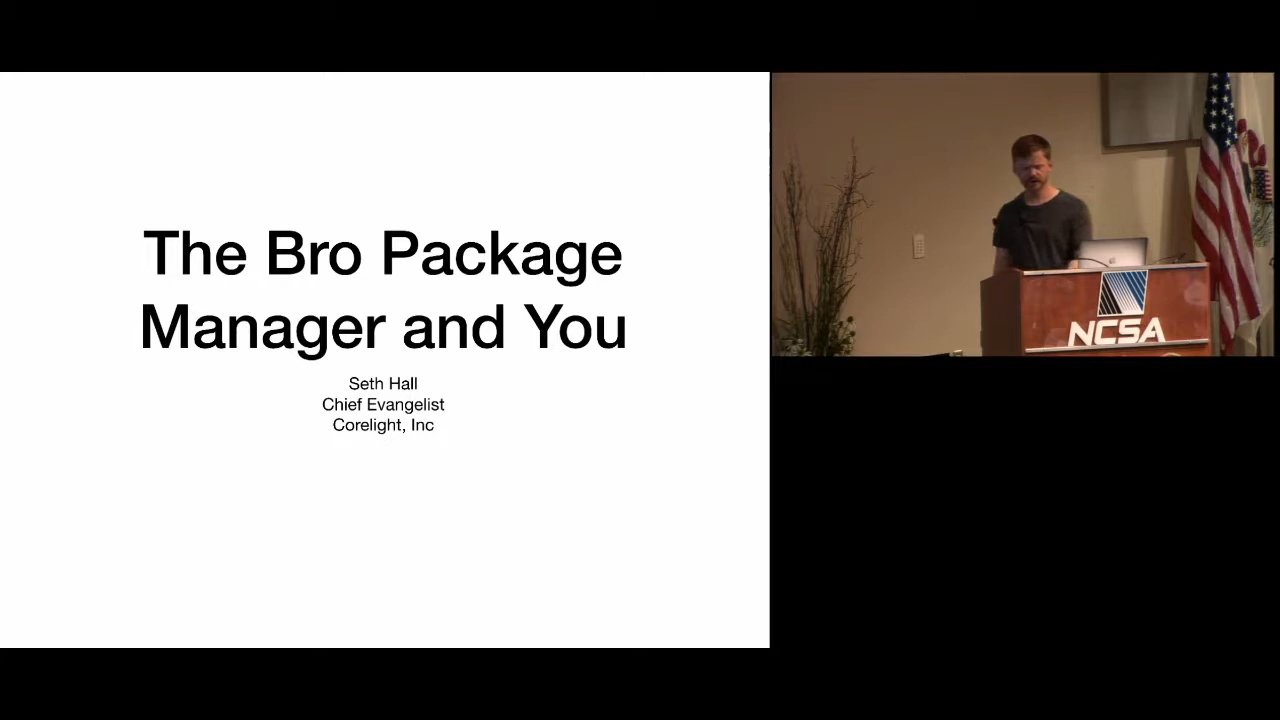 The Bro Package
Manager and You
Seth Hall
Chief Evangelist
Corelight, Inc
NCSA